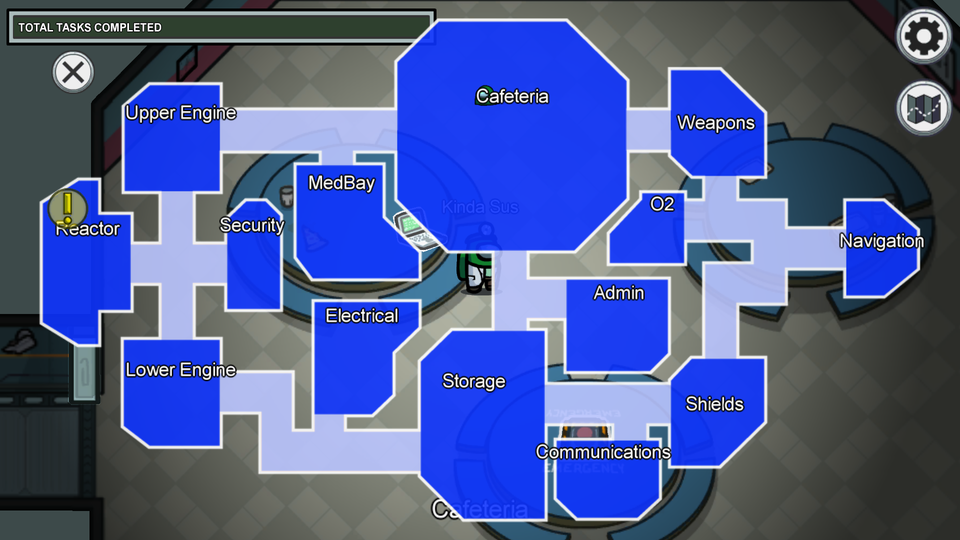 TOTAL TASKS COMPLETED
Cafeteria
Upper Engine
Weapons
MedBay
O2
Kinda Sus
Security
Reactor
Navigation
Admin
Electrical
Lower Engine
Storage
Shields
Communications
EMERGENCY
Cafeteria